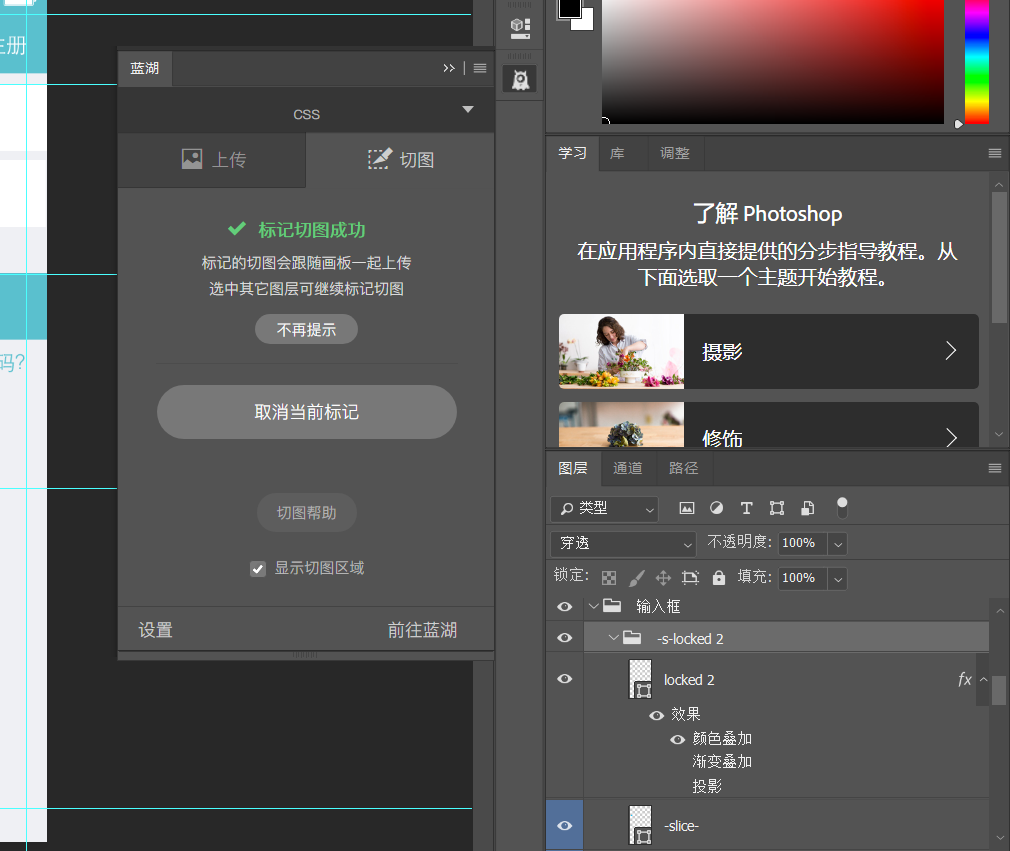 册
蓝湖
CSS
上传
切图
标记切图成功
标记的切图会跟随画板一起上传
选中其它图层可继续标记切图
不再提示
取消当前标记
切图帮助
显示切图区域
设置
前往蓝湖
码?
学习
库
调整
了解 Photoshop
在应用程序内直接提供的分步指导教程。从
下面选取一个主题开始教程。
摄影
修饰
图层
通道
路径
类型
穿透
不透明度:
100%
锁定:
填充:
100%
输入框
-s-locked 2
locked 2
fx
效果
颜色叠加
渐变叠加
投影
-slice-